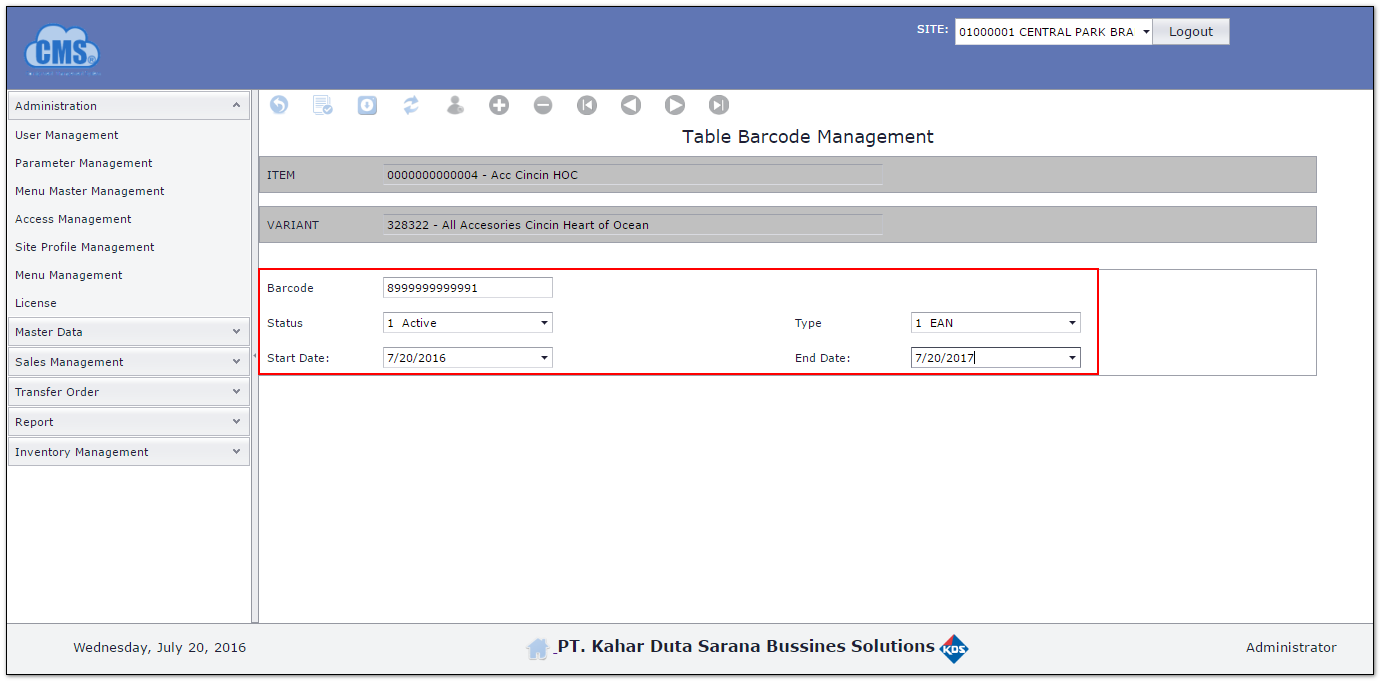 CMS
SITE: 01000001 CENTRAL PARK BRA Logout
Administration
User Management
Parameter Management
Menu Master Management
Access Management
Site Profile Management
Menu Management
License
Master Data
Sales Management
Transfer Order
Report
Inventory Management
Table Barcode Management
ITEM 0000000000004 - Acc Cincin HOC
VARIANT 328322 - All Accesories Cincin Heart of Ocean
Barcode 8999999999991
Status 1 Active Type 1 EAN
Start Date: 7/20/2016 End Date: 7/20/2017
Wednesday, July 20, 2016 PT. Kahar Duta Sarana Bussines Solutions KDS Administrator